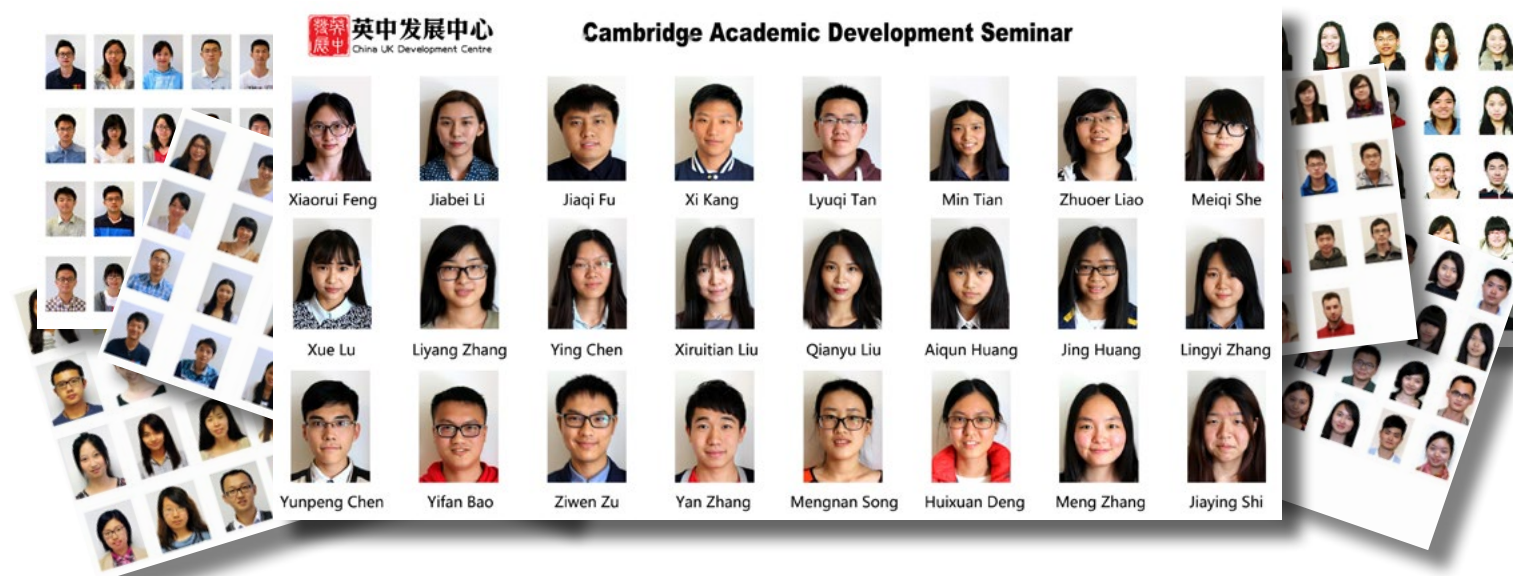 發展英中
英中发展中心
China UK Development Centre
Cambridge Academic Development Seminar
Xiaorui Feng Jiabei Li Jiaqi Fu Xi Kang Lyuqi Tan Min Tian Zhuoer Liao Meiqi She
Xue Lu Liyang Zhang Ying Chen Xiruitian Liu Qianyu Liu Aiqun Huang Jing Huang Lingyi Zhang
Yunpeng Chen Yifan Bao Ziwen Zu Yan Zhang Mengnan Song Huixuan Deng Meng Zhang Jiaying Shi